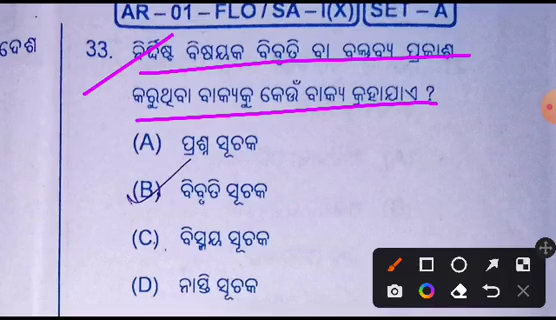 AR – 01 – FLO / SA – I(X) SET – A
ଦେଶ
33. ନିର୍ଦ୍ଦିଷ୍ଟ ବିଷୟକ ବିବୃତି ବା ବକ୍ତବ୍ୟ ପ୍ରକାଶ
କରୁଥିବା ବାକ୍ୟକୁ କେଉଁ ବାକ୍ୟ କୁହାଯାଏ ?
(A) ପ୍ରଶ୍ନ ସୂଚକ
(B) ବିବୃତି ସୂଚକ
(C) ବିସ୍ମୟ ସୂଚକ
(D) ନାସ୍ତି ସୂଚକ